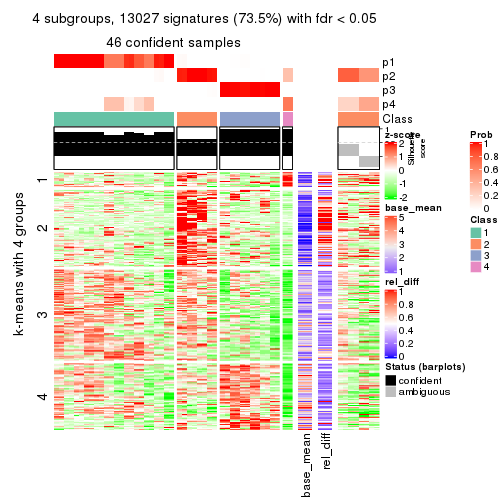 4 subgroups, 13027 signatures (73.5%) with fdr < 0.05
46 confident samples
p1
p2
p3
p4
Class
1
Silhouette
score
k-means with 4 groups
1
2
3
4
base_mean
rel_diff
z-score
2
1
0
-1
-2
base_mean
5
4
3
2
1
rel_diff
1
0.8
0.6
0.4
0.2
0
Status (barplots)
confident
ambiguous
Prob
1
0.8
0.6
0.4
0.2
0
Class
1
2
3
4